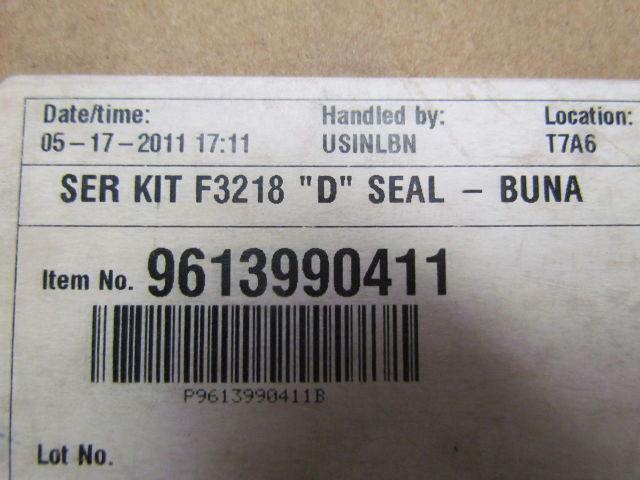 Date/time: Handled by: Location:
05-17-2011 17:11 USINLBN T7A6
SER KIT F3218 "D" SEAL - BUNA
Item No. 9613990411
P9613990411B
Lot No.